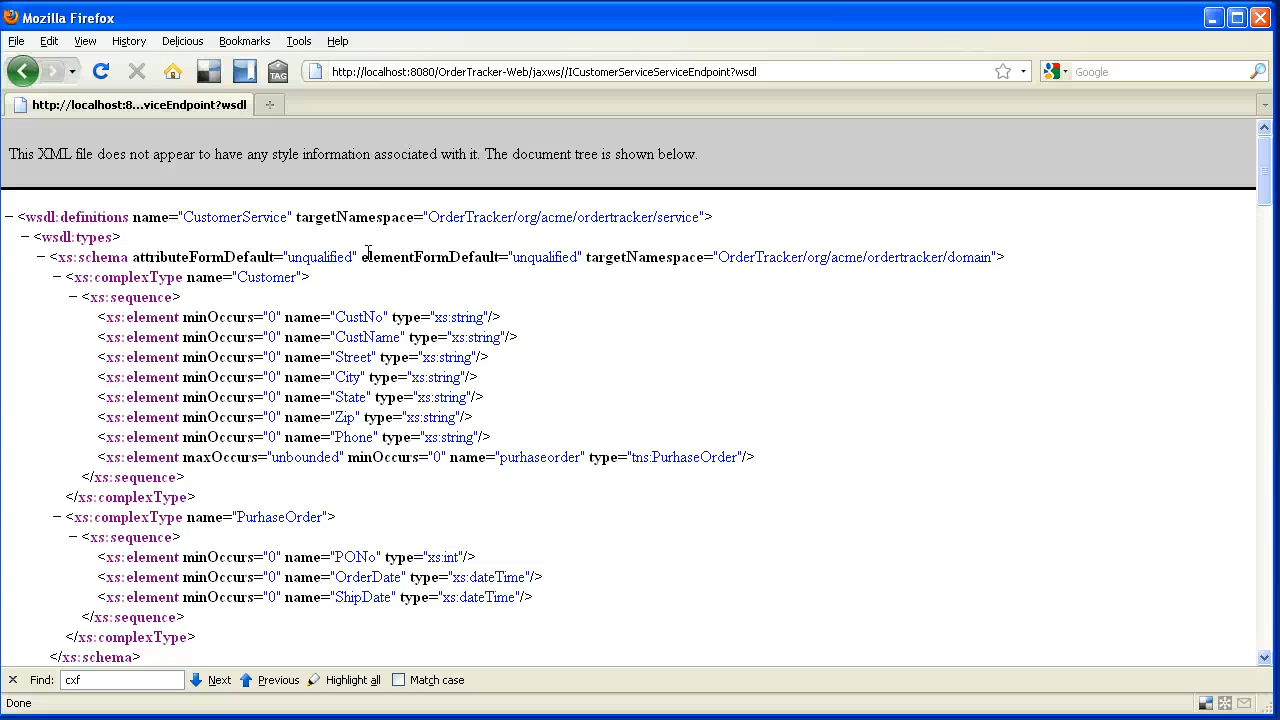 Mozilla Firefox
File Edit View History Delicious Bookmarks Tools Help
TAG http://localhost:8080/OrderTracker-Web/jaxws/ICustomerServiceServiceEndpoint?wsdl Google
http://localhost:8...viceEndpoint?wsdl
This XML file does not appear to have any style information associated with it. The document tree is shown below.
− <wsdl:definitions name="CustomerService" targetNamespace="OrderTracker/org/acme/ordertracker/service">
− <wsdl:types>
− <xs:schema attributeFormDefault="unqualified" elementFormDefault="unqualified" targetNamespace="OrderTracker/org/acme/ordertracker/domain">
− <xs:complexType name="Customer">
− <xs:sequence>
<xs:element minOccurs="0" name="CustNo" type="xs:string"/>
<xs:element minOccurs="0" name="CustName" type="xs:string"/>
<xs:element minOccurs="0" name="Street" type="xs:string"/>
<xs:element minOccurs="0" name="City" type="xs:string"/>
<xs:element minOccurs="0" name="State" type="xs:string"/>
<xs:element minOccurs="0" name="Zip" type="xs:string"/>
<xs:element minOccurs="0" name="Phone" type="xs:string"/>
<xs:element maxOccurs="unbounded" minOccurs="0" name="purhaseorder" type="tns:PurhaseOrder"/>
</xs:sequence>
</xs:complexType>
− <xs:complexType name="PurhaseOrder">
− <xs:sequence>
<xs:element minOccurs="0" name="PONo" type="xs:int"/>
<xs:element minOccurs="0" name="OrderDate" type="xs:dateTime"/>
<xs:element minOccurs="0" name="ShipDate" type="xs:dateTime"/>
</xs:sequence>
</xs:complexType>
</xs:schema>
Find: cxf Next Previous Highlight all Match case
Done